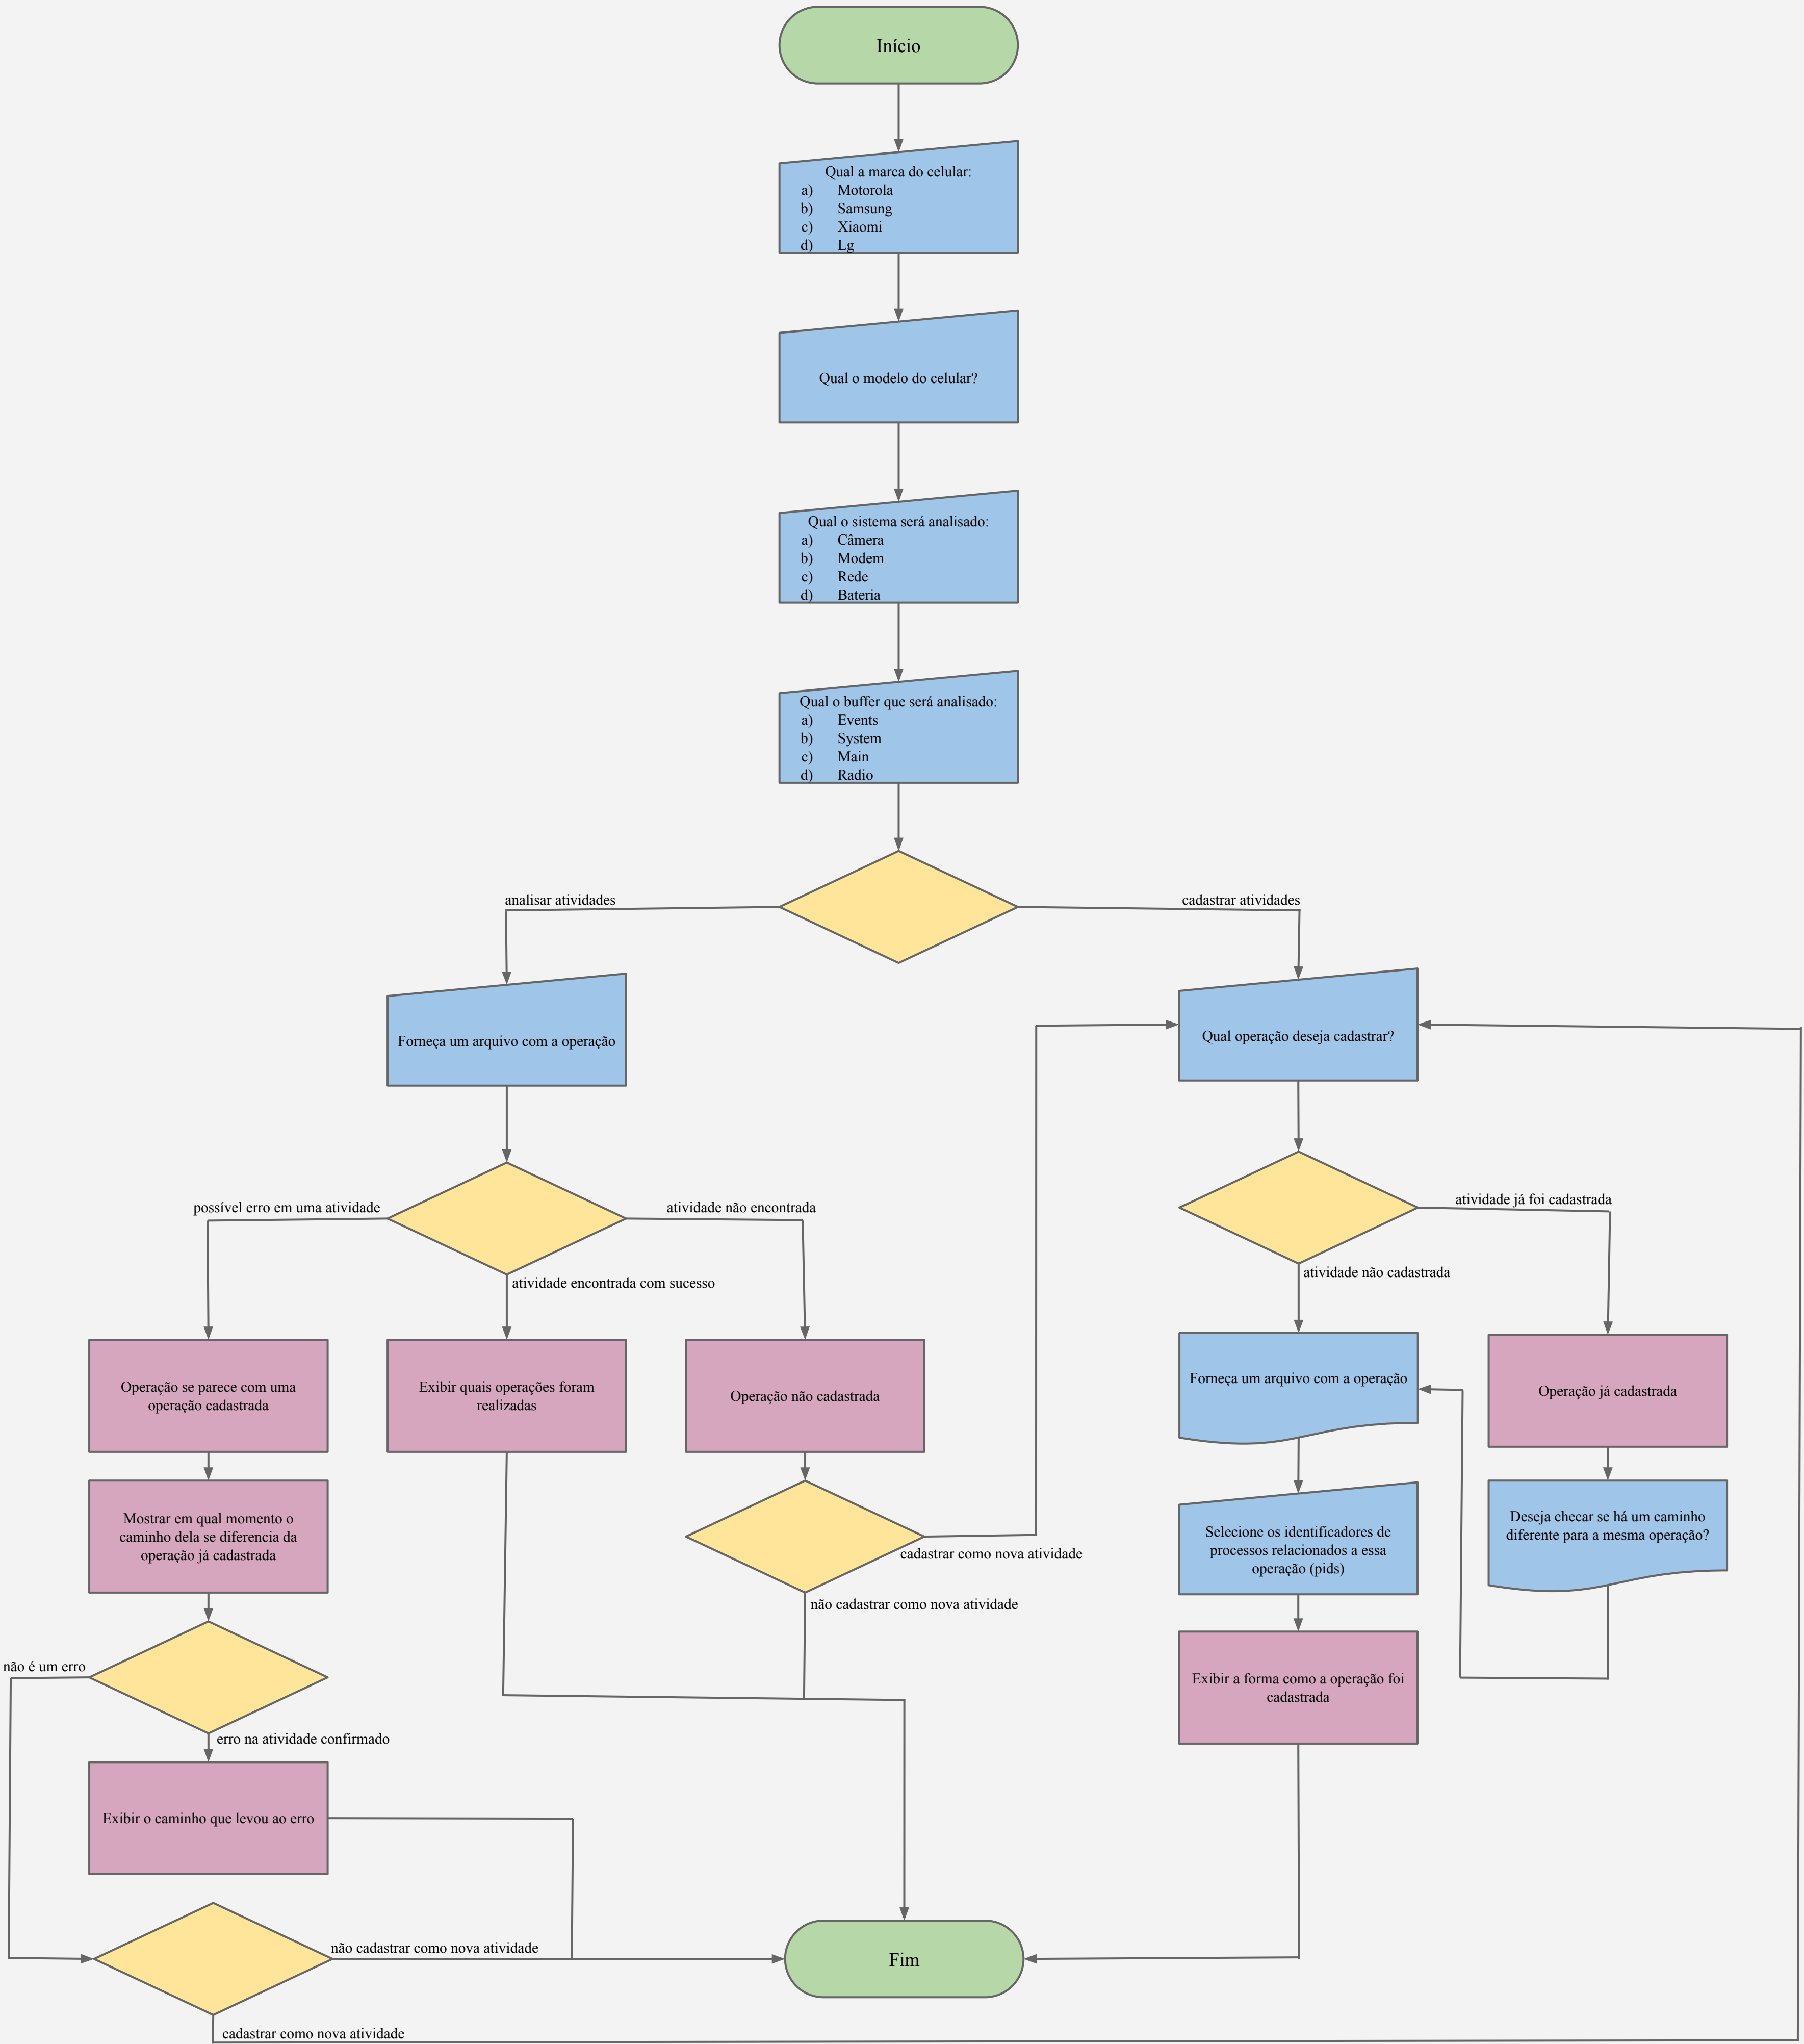 Início
Qual a marca do celular:
a) Motorola
b) Samsung
c) Xiaomi
d) Lg
Qual o modelo do celular?
Qual o sistema será analisado:
a) Câmera
b) Modem
c) Rede
d) Bateria
Qual o buffer que será analisado:
a) Events
b) System
c) Main
d) Radio
analisar atividades
cadastrar atividades
Forneça um arquivo com a operação
Qual operação deseja cadastrar?
possível erro em uma atividade
atividade não encontrada
atividade encontrada com sucesso
atividade já foi cadastrada
atividade não cadastrada
Operação se parece com uma
operação cadastrada
Exibir quais operações foram
realizadas
Operação não cadastrada
Forneça um arquivo com a operação
Operação já cadastrada
Mostrar em qual momento o
caminho dela se diferencia da
operação já cadastrada
cadastrar como nova atividade
não cadastrar como nova atividade
Selecione os identificadores de
processos relacionados a essa
operação (pids)
Deseja checar se há um caminho
diferente para a mesma operação?
não é um erro
erro na atividade confirmado
Exibir a forma como a operação foi
cadastrada
Exibir o caminho que levou ao erro
não cadastrar como nova atividade
Fim
cadastrar como nova atividade